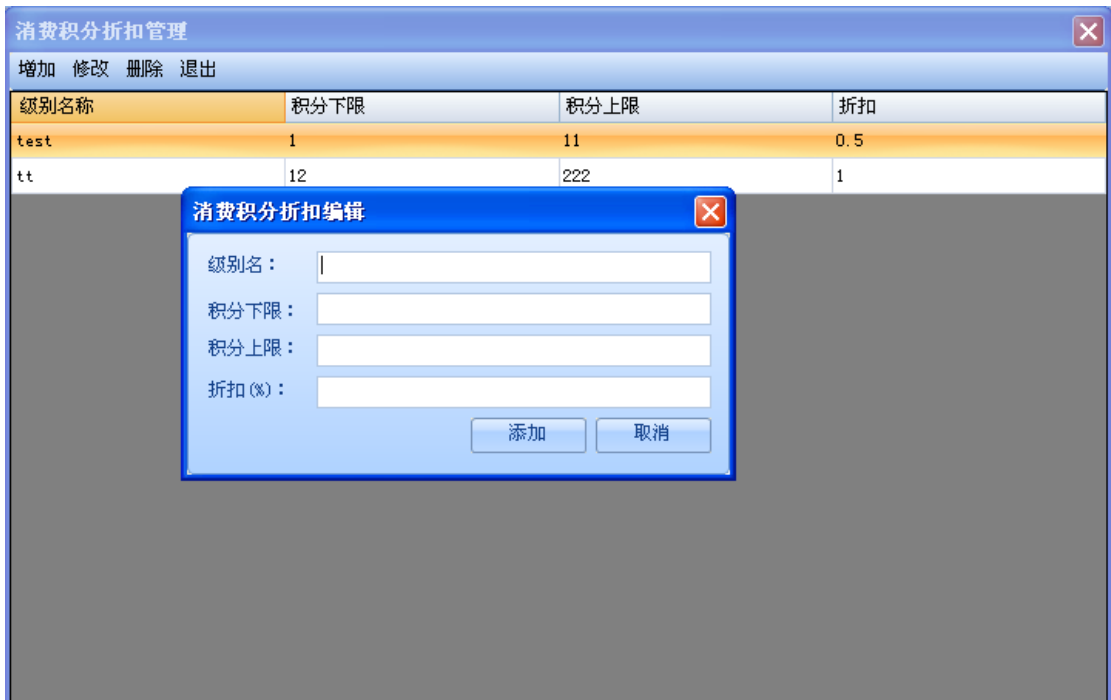 消费积分折扣管理
增加 修改 删除 退出
级别名称 积分下限 积分上限 折扣
test 1 11 0.5
tt 12 222 1
消费积分折扣编辑
级别名：
积分下限：
积分上限：
折扣(%)：
添加 取消